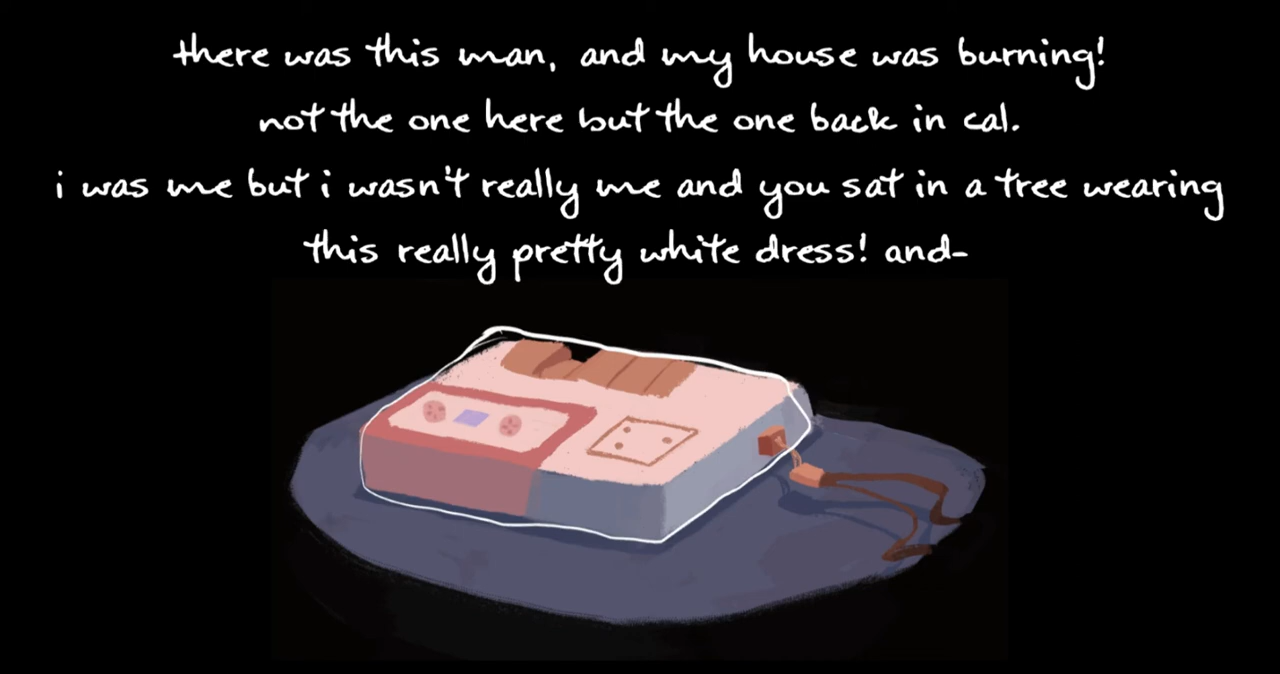 there was this man, and my house was burning!
not the one here but the one back in cal.
i was me but i wasn't really me and you sat in a tree wearing
this really pretty white dress! and-